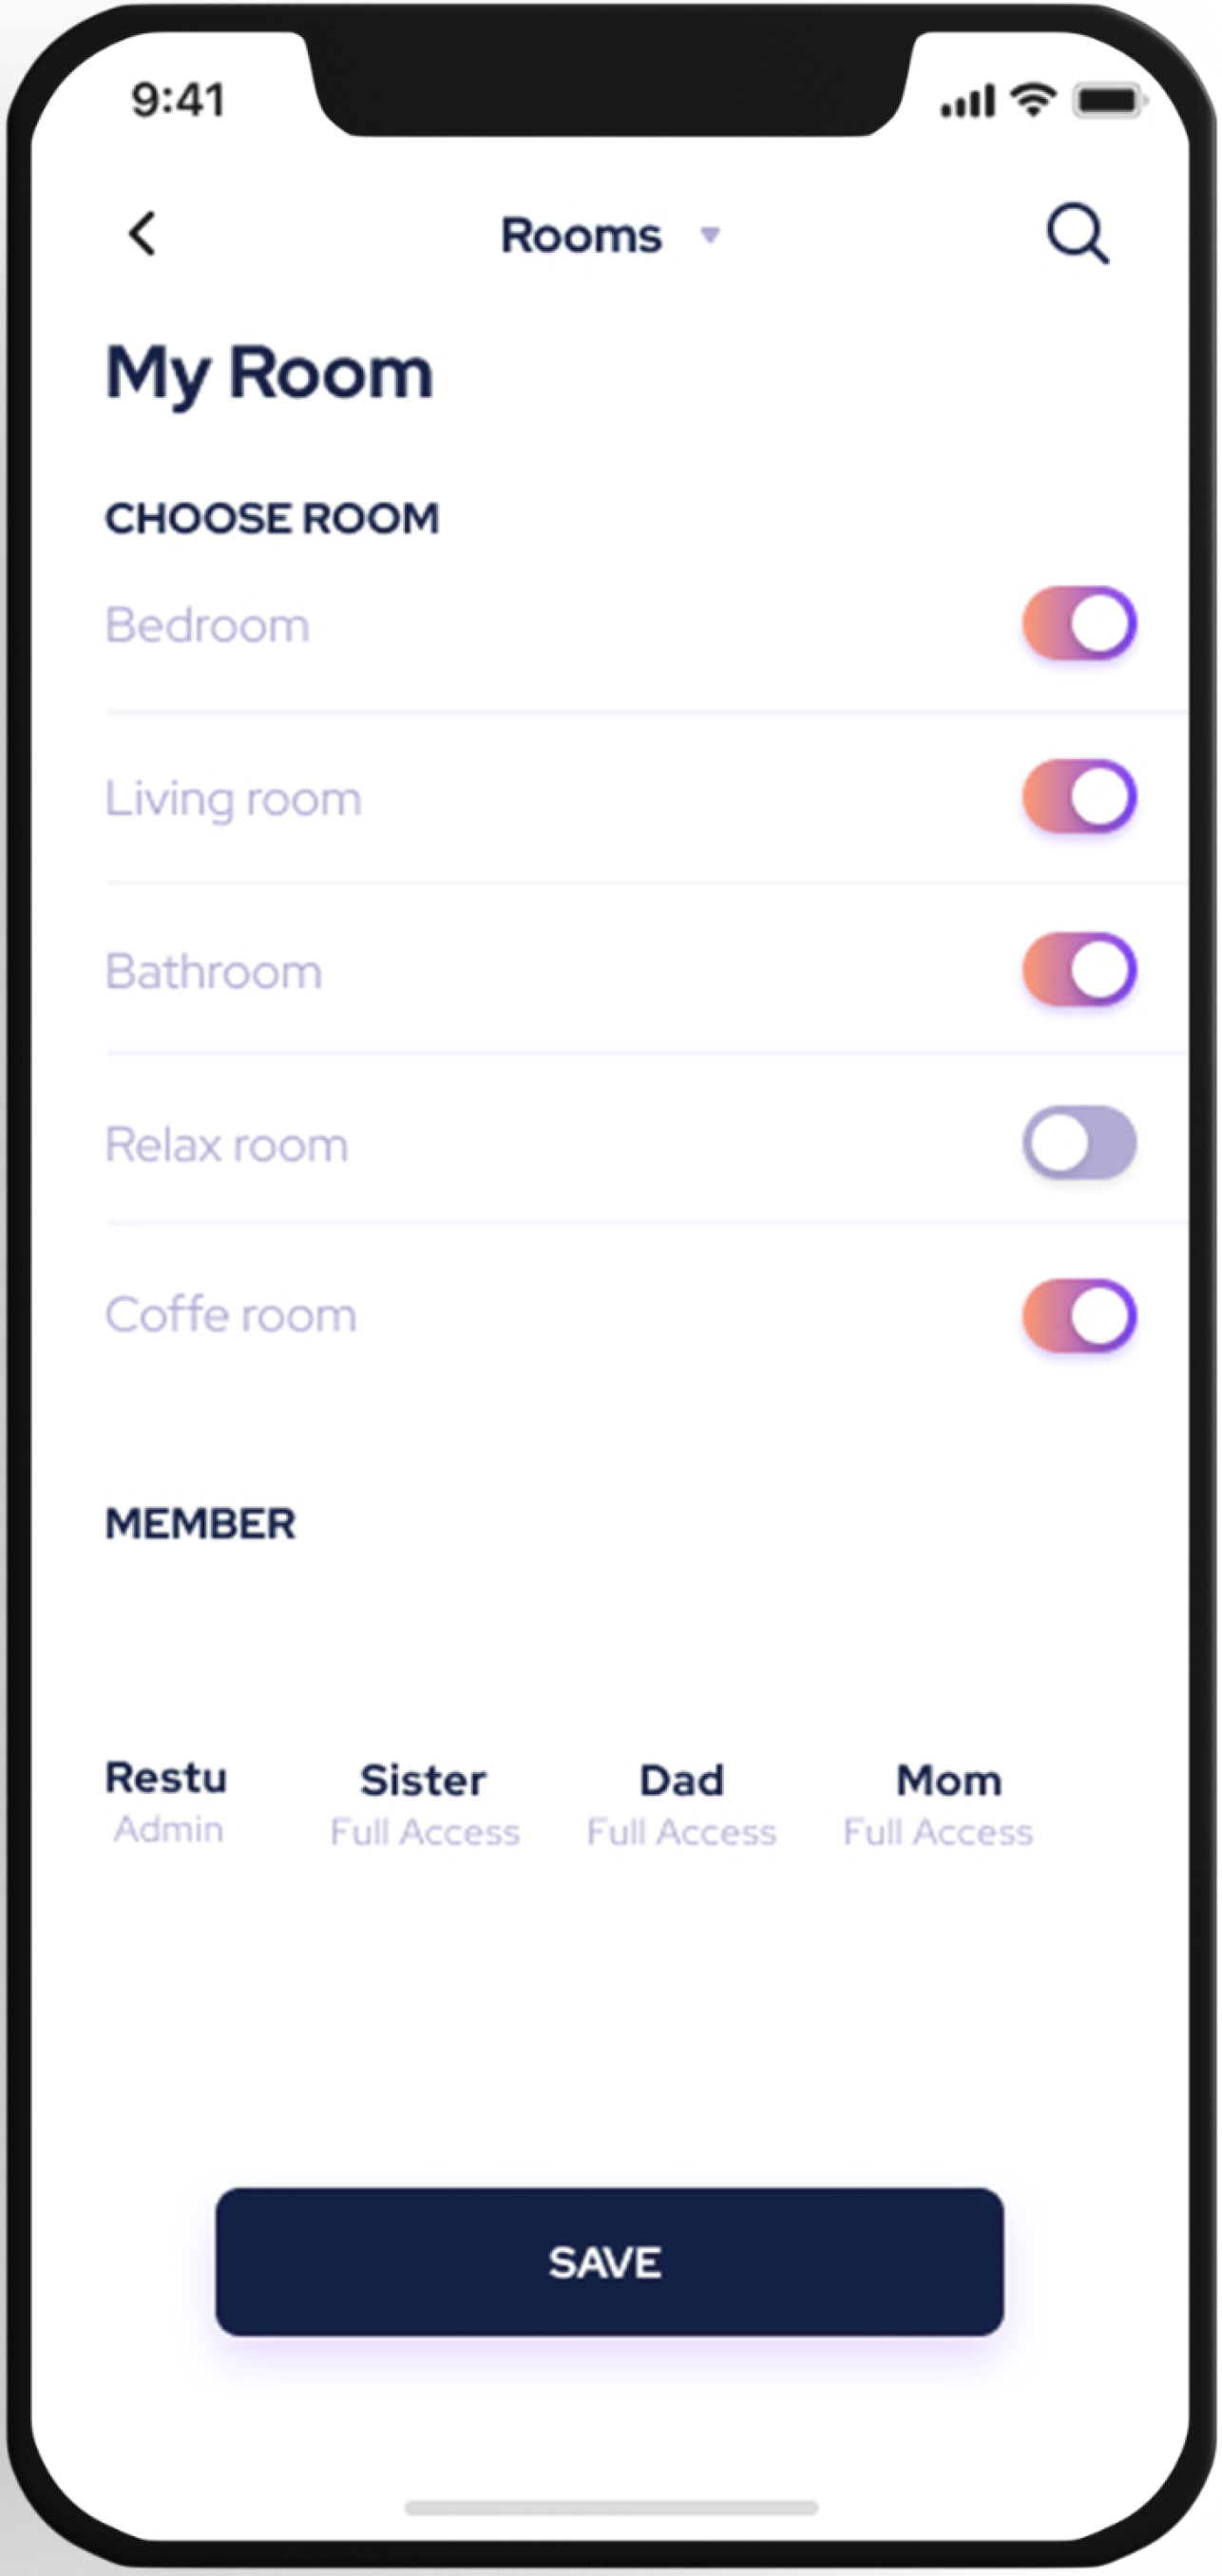 9:41
Rooms
My Room
CHOOSE ROOM
Bedroom
Living room
Bathroom
Relax room
Coffe room
MEMBER
Restu Sister Dad Mom
Admin Full Access Full Access Full Access
SAVE